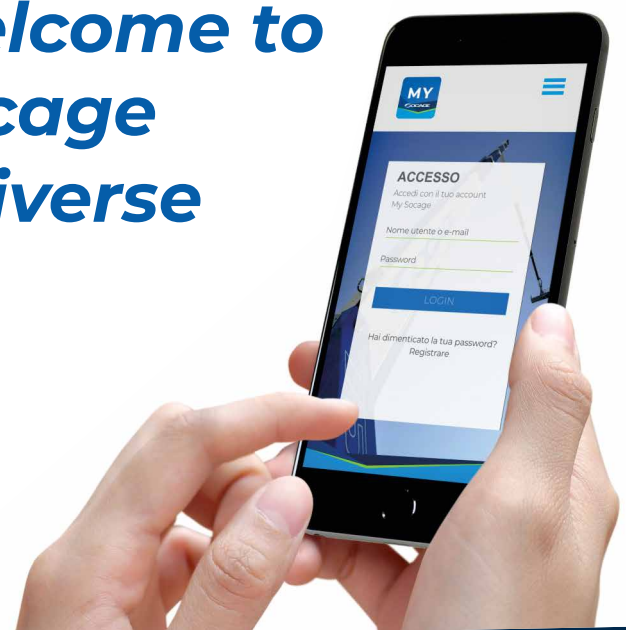 elcome to
cage
iverse
MY
SOCAGE
ACCESSO
Accedi con il tuo account
My Socage
Nome utente o e-mail
Password
LOGIN
Hai dimenticato la tua password?
Registrare